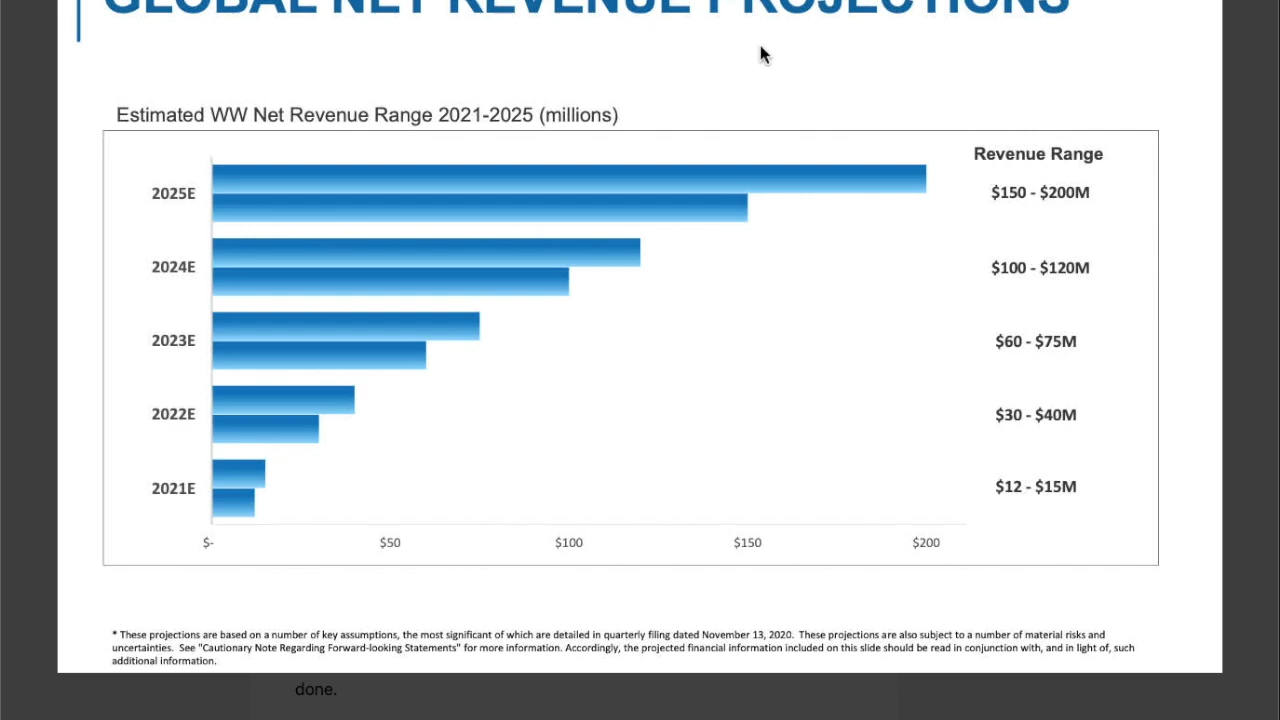 GLOBAL NET REVENUE PROJECTIONS
Estimated WW Net Revenue Range 2021-2025 (millions)
Revenue Range
2025E
$150 - $200M
2024E
$100 - $120M
2023E
$60 - $75M
2022E
$30 - $40M
2021E
$12 - $15M
$-
$50
$100
$150
$200
* These projections are based on a number of key assumptions, the most significant of which are detailed in quarterly filing dated November 13, 2020. These projections are also subject to a number of material risks and
uncertainties. See "Cautionary Note Regarding Forward-looking Statements" for more information. Accordingly, the projected financial information included on this slide should be read in conjunction with, and in light of, such
additional information.
done.